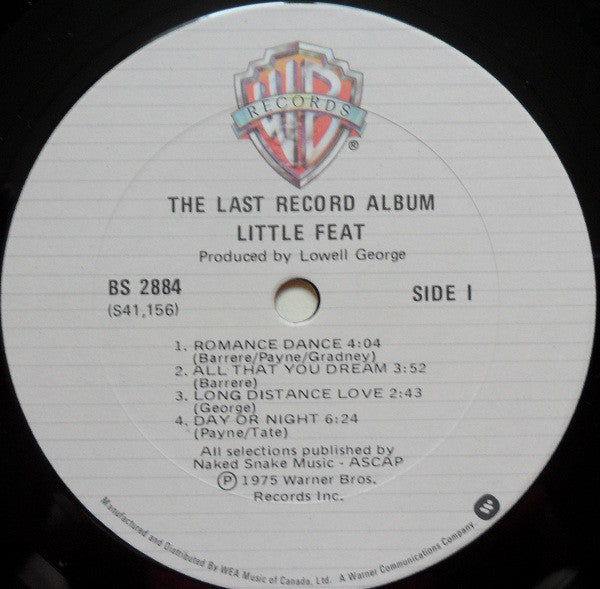 WB
RECORDS
®
THE LAST RECORD ALBUM
LITTLE FEAT
Produced by Lowell George
BS 2884
(S41,156)
SIDE I
1. ROMANCE DANCE 4:04
(Barrere/Payne/Gradney)
2. ALL THAT YOU DREAM 3:52
(Barrere)
3. LONG DISTANCE LOVE 2:43
(George)
4. DAY OR NIGHT 6:24
(Payne/Tate)
All selections published by
Naked Snake Music - ASCAP
Ⓟ 1975 Warner Bros.
Records Inc.
Manufactured and Distributed By WEA Music of Canada, Ltd. A Warner Communications Company